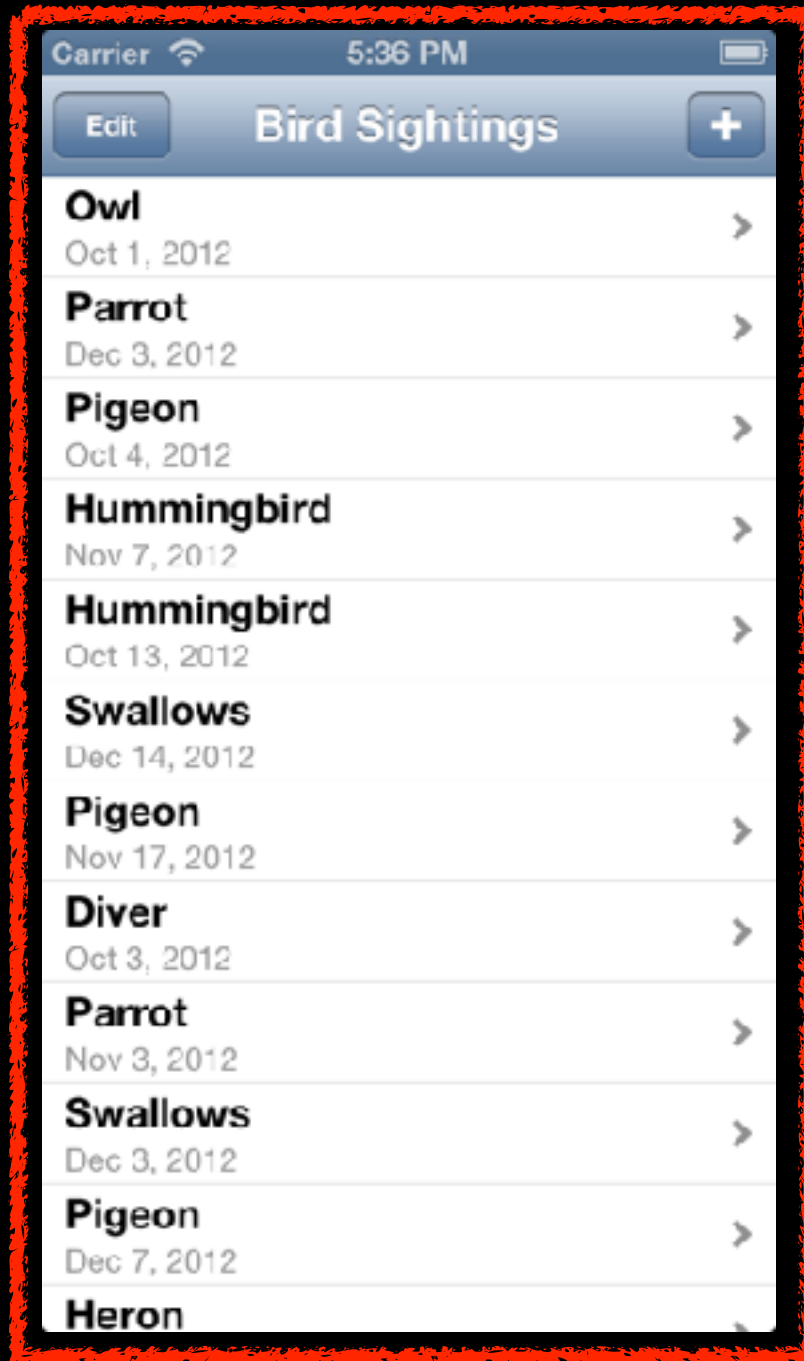 Carrier 5:36 PM
Edit Bird Sightings +
Owl
Oct 1, 2012
Parrot
Dec 3, 2012
Pigeon
Oct 4, 2012
Hummingbird
Nov 7, 2012
Hummingbird
Oct 13, 2012
Swallows
Dec 14, 2012
Pigeon
Nov 17, 2012
Diver
Oct 3, 2012
Parrot
Nov 3, 2012
Swallows
Dec 3, 2012
Pigeon
Dec 7, 2012
Heron